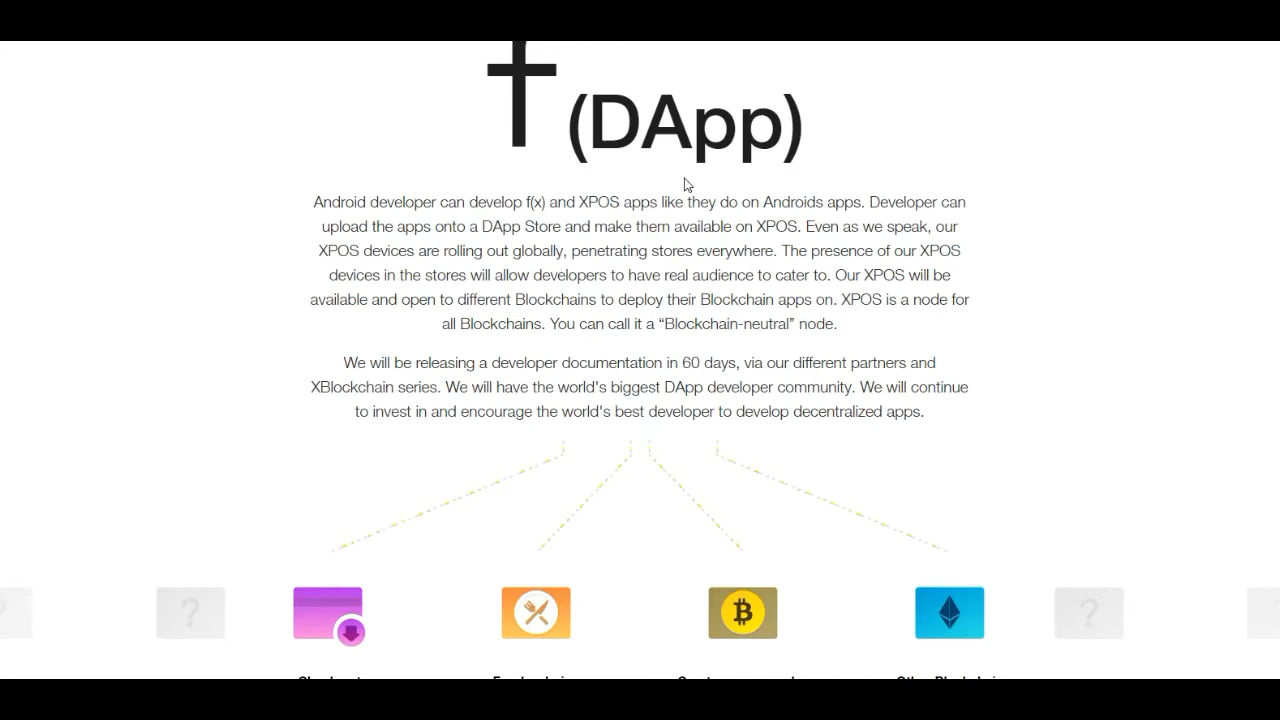 f (DApp)
Android developer can develop f(x) and XPOS apps like they do on Androids apps. Developer can
upload the apps onto a DApp Store and make them available on XPOS. Even as we speak, our
XPOS devices are rolling out globally, penetrating stores everywhere. The presence of our XPOS
devices in the stores will allow developers to have real audience to cater to. Our XPOS will be
available and open to different Blockchains to deploy their Blockchain apps on. XPOS is a node for
all Blockchains. You can call it a “Blockchain-neutral” node.
We will be releasing a developer documentation in 60 days, via our different partners and
XBlockchain series. We will have the world's biggest DApp developer community. We will continue
to invest in and encourage the world's best developer to develop decentralized apps.
? ?